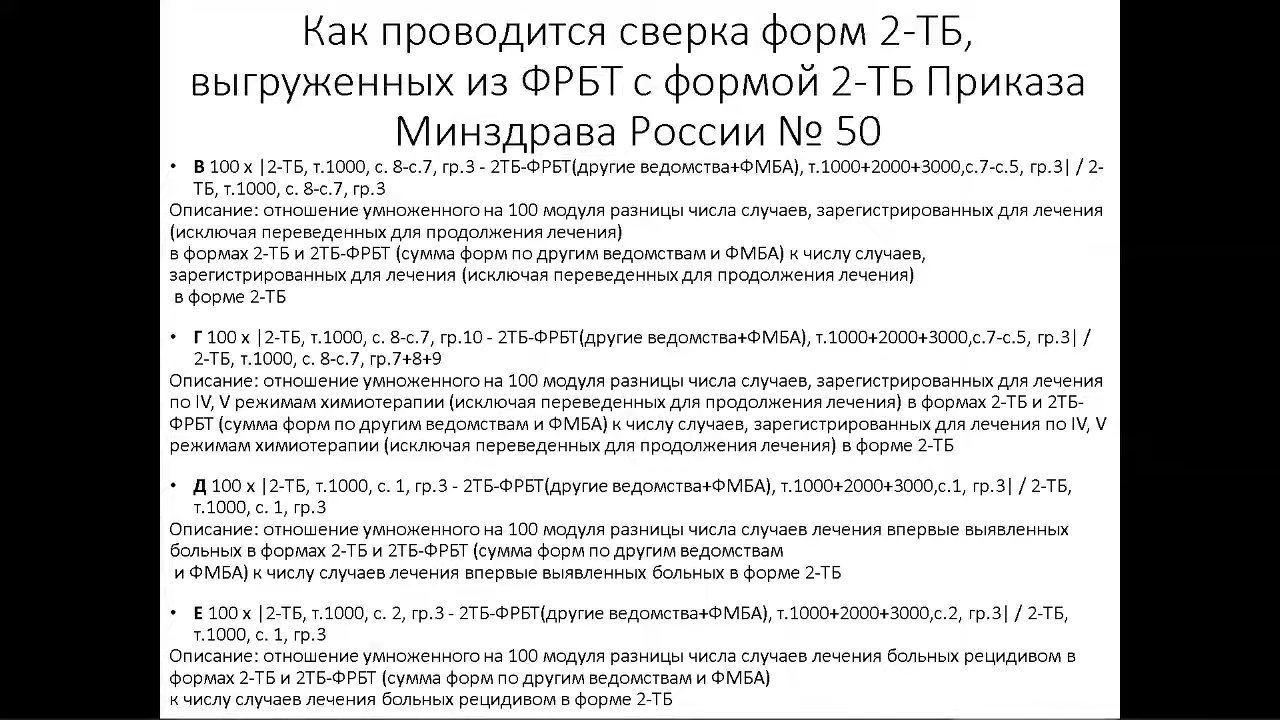 Как проводится сверка форм 2-ТБ,
выгруженных из ФРБТ с формой 2-ТБ Приказа
Минздрава России № 50
• В 100 х |2-ТБ, т.1000, с. 8-с.7, гр.3 - 2ТБ-ФРБТ(другие ведомства+ФМБА), т.1000+2000+3000,с.7-с.5, гр.3| / 2-
ТБ, т.1000, с. 8-с.7, гр.3
Описание: отношение умноженного на 100 модуля разницы числа случаев, зарегистрированных для лечения
(исключая переведенных для продолжения лечения)
в формах 2-ТБ и 2ТБ-ФРБТ (сумма форм по другим ведомствам и ФМБА) к числу случаев,
зарегистрированных для лечения (исключая переведенных для продолжения лечения)
в форме 2-ТБ
• Г 100 х |2-ТБ, т.1000, с. 8-с.7, гр.10 - 2ТБ-ФРБТ(другие ведомства+ФМБА), т.1000+2000+3000,с.7-с.5, гр.3| /
2-ТБ, т.1000, с. 8-с.7, гр.7+8+9
Описание: отношение умноженного на 100 модуля разницы числа случаев, зарегистрированных для лечения
по IV, V режимам химиотерапии (исключая переведенных для продолжения лечения) в формах 2-ТБ и 2ТБ-
ФРБТ (сумма форм по другим ведомствам и ФМБА) к числу случаев, зарегистрированных для лечения по IV, V
режимам химиотерапии (исключая переведенных для продолжения лечения) в форме 2-ТБ
• Д 100 х |2-ТБ, т.1000, с. 1, гр.3 - 2ТБ-ФРБТ(другие ведомства+ФМБА), т.1000+2000+3000,с.1, гр.3| / 2-ТБ,
т.1000, с. 1, гр.3
Описание: отношение умноженного на 100 модуля разницы числа случаев лечения впервые выявленных
больных в формах 2-ТБ и 2ТБ-ФРБТ (сумма форм по другим ведомствам
и ФМБА) к числу случаев лечения впервые выявленных больных в форме 2-ТБ
• Е 100 х |2-ТБ, т.1000, с. 2, гр.3 - 2ТБ-ФРБТ(другие ведомства+ФМБА), т.1000+2000+3000,с.2, гр.3| / 2-ТБ,
т.1000, с. 1, гр.3
Описание: отношение умноженного на 100 модуля разницы числа случаев лечения больных рецидивом в
формах 2-ТБ и 2ТБ-ФРБТ (сумма форм по другим ведомствам и ФМБА)
к числу случаев лечения больных рецидивом в форме 2-ТБ